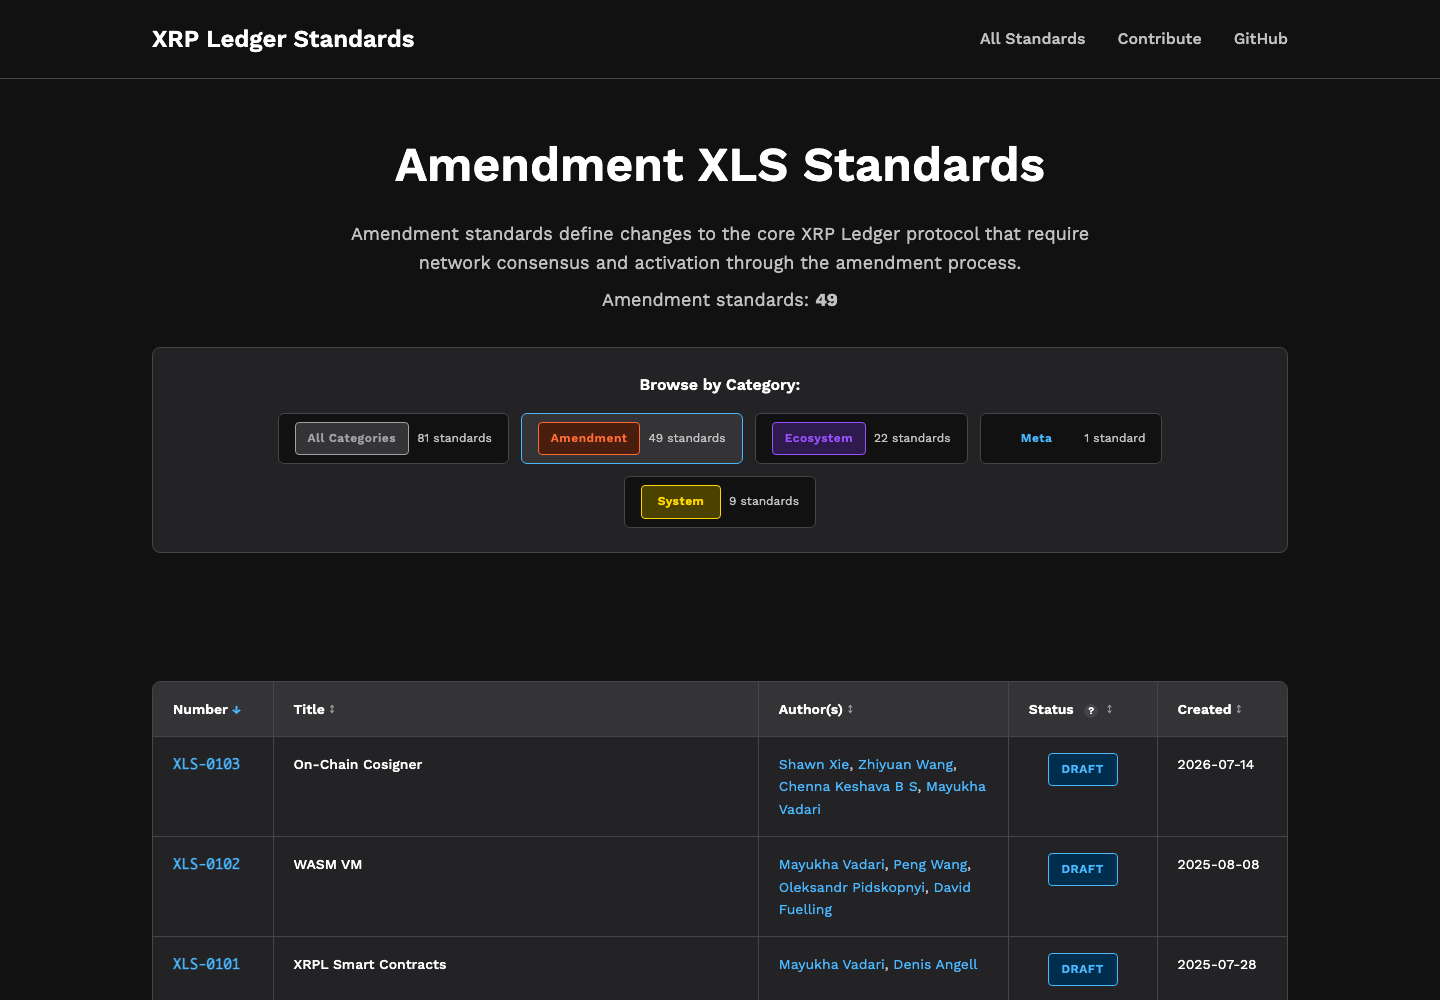 XRP Ledger Standards
All Standards Contribute GitHub
Amendment XLS Standards
Amendment standards define changes to the core XRP Ledger protocol that require
network consensus and activation through the amendment process.
Amendment standards: 49
Browse by Category:
All Categories 81 standards Amendment 49 standards Ecosystem 22 standards Meta 1 standard
System 9 standards
Number ↓ Title ↕ Author(s) ↕ Status ? ↕ Created ↕
XLS-0103 On-Chain Cosigner Shawn Xie, Zhiyuan Wang, DRAFT 2026-07-14
Chenna Keshava B S, Mayukha
Vadari
XLS-0102 WASM VM Mayukha Vadari, Peng Wang, DRAFT 2025-08-08
Oleksandr Pidskopnyi, David
Fuelling
XLS-0101 XRPL Smart Contracts Mayukha Vadari, Denis Angell DRAFT 2025-07-28